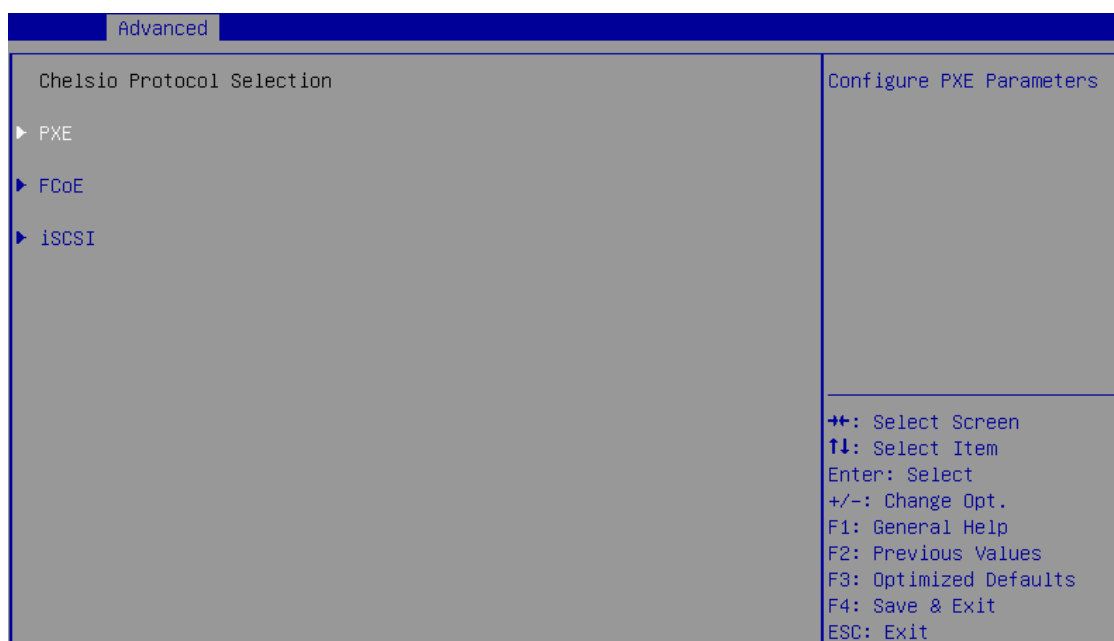 Advanced
Chelsio Protocol Selection
PXE
FCoE
iSCSI
Configure PXE Parameters
→←: Select Screen
↑↓: Select Item
Enter: Select
+/-: Change Opt.
F1: General Help
F2: Previous Values
F3: Optimized Defaults
F4: Save & Exit
ESC: Exit